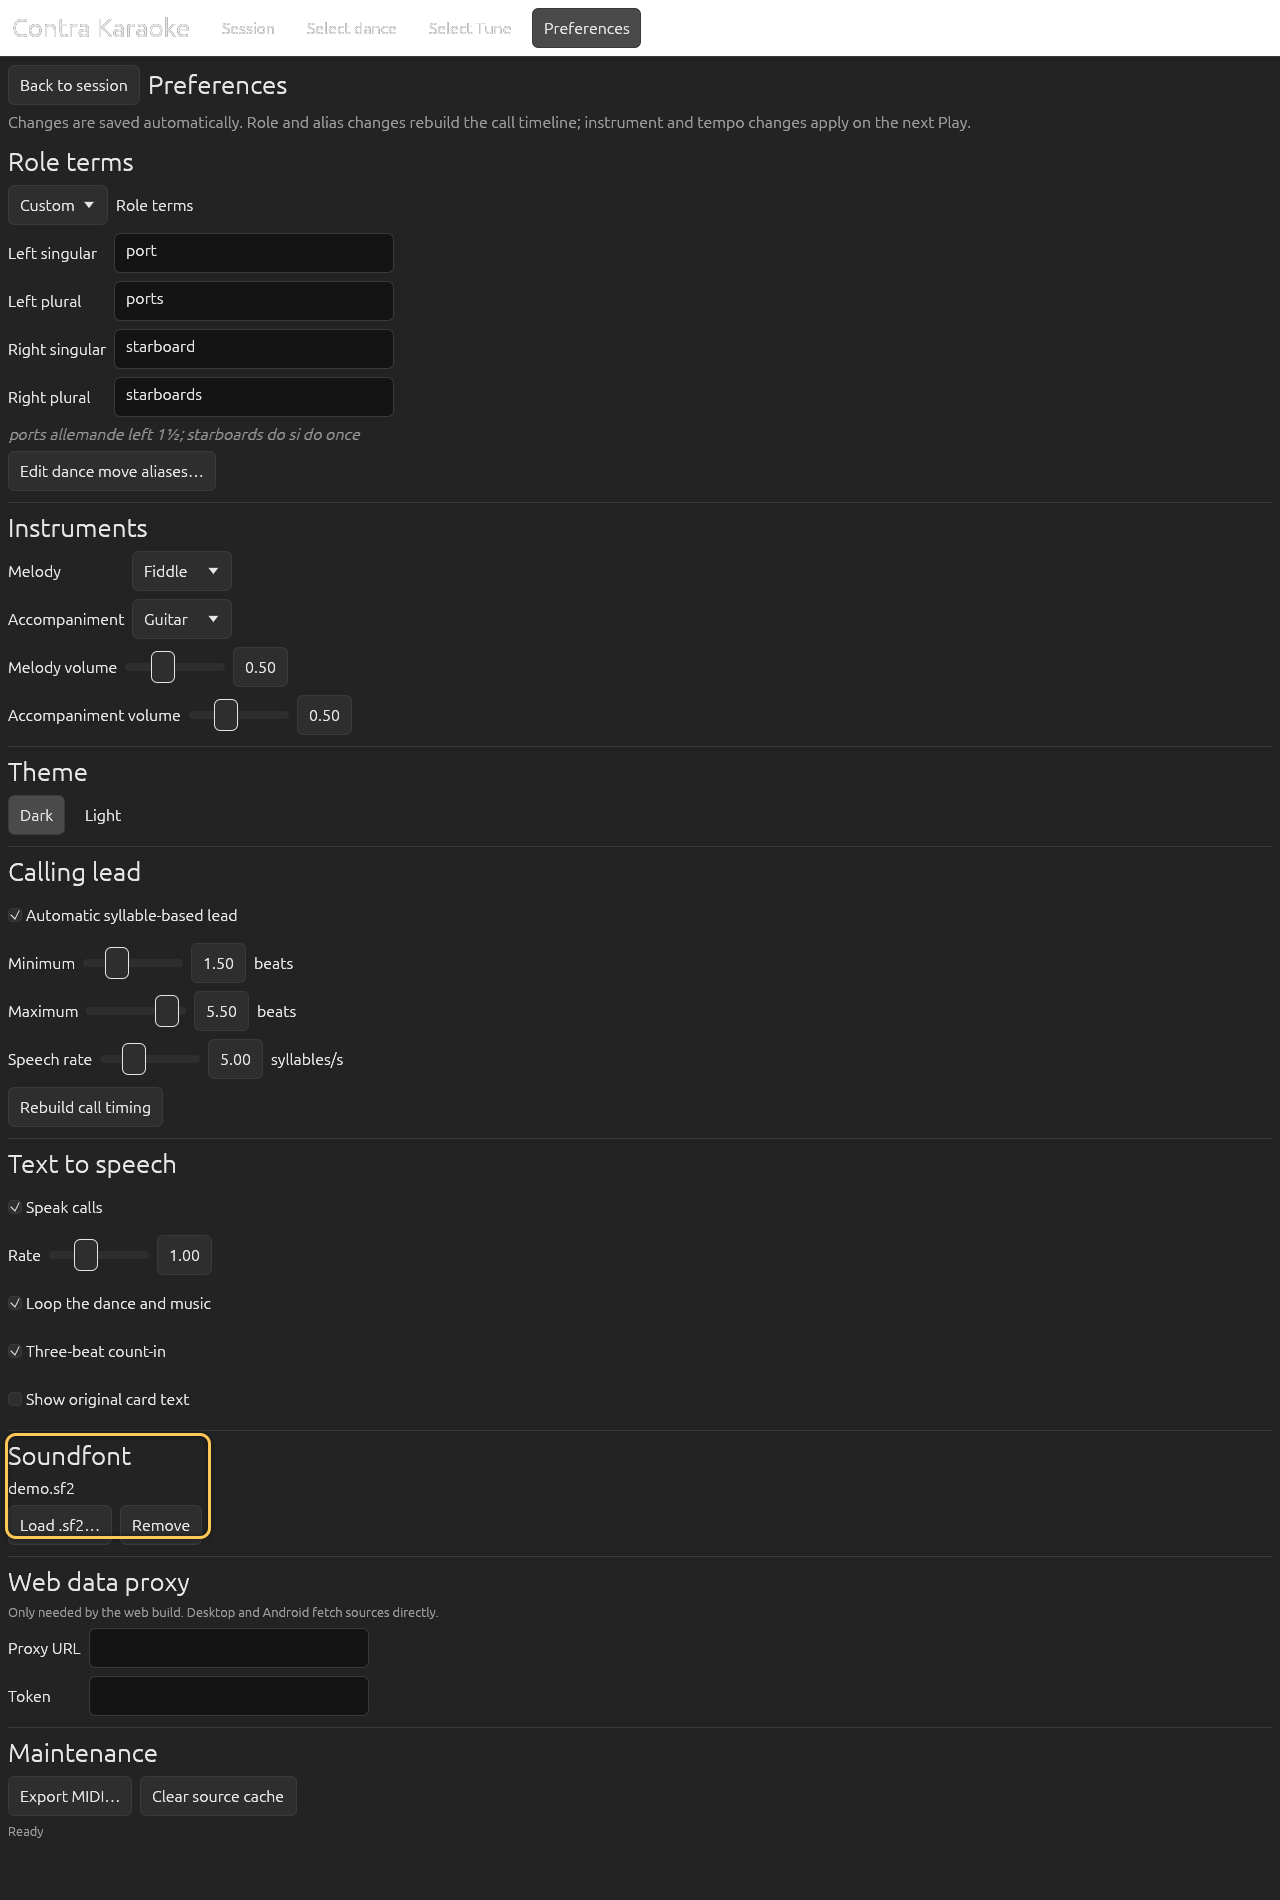 Contra Karaoke Session Select dance Select Tune Preferences
Back to session Preferences
Changes are saved automatically. Role and alias changes rebuild the call timeline; instrument and tempo changes apply on the next Play.
Role terms
Custom Role terms
Left singular port
Left plural ports
Right singular starboard
Right plural starboards
ports allemande left 1½; starboards do si do once
Edit dance move aliases…
Instruments
Melody Fiddle
Accompaniment Guitar
Melody volume 0.50
Accompaniment volume 0.50
Theme
Dark Light
Calling lead
Automatic syllable-based lead
Minimum 1.50 beats
Maximum 5.50 beats
Speech rate 5.00 syllables/s
Rebuild call timing
Text to speech
Speak calls
Rate 1.00
Loop the dance and music
Three-beat count-in
Show original card text
Soundfont
demo.sf2
Load .sf2… Remove
Web data proxy
Only needed by the web build. Desktop and Android fetch sources directly.
Proxy URL
Token
Maintenance
Export MIDI… Clear source cache
Ready